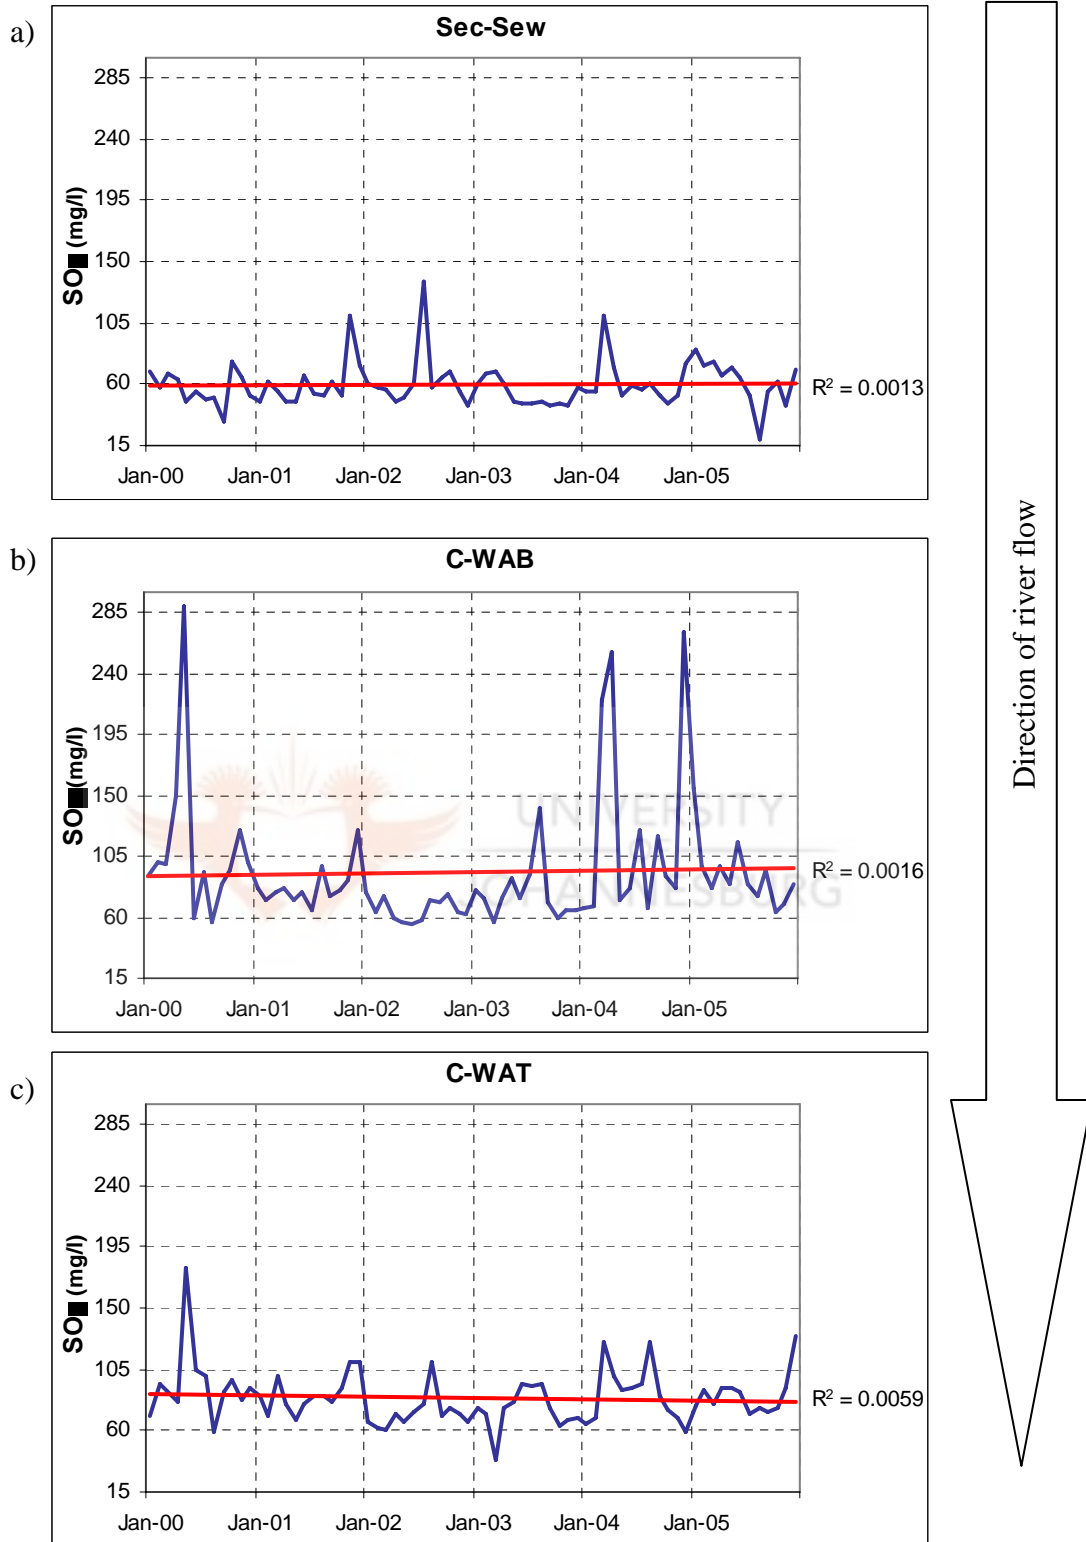 a)
Sec-Sew
285
240
195
150
105
60
15
SO (mg/l)
R² = 0.0013
Jan-00 Jan-01 Jan-02 Jan-03 Jan-04 Jan-05
b)
C-WAB
285
240
195
150
105
60
15
SO (mg/l)
R² = 0.0016
Jan-00 Jan-01 Jan-02 Jan-03 Jan-04 Jan-05
UNIVERSITY
OF
JOHANNESBURG
c)
C-WAT
285
240
195
150
105
60
15
SO (mg/l)
R² = 0.0059
Jan-00 Jan-01 Jan-02 Jan-03 Jan-04 Jan-05
Direction of river flow